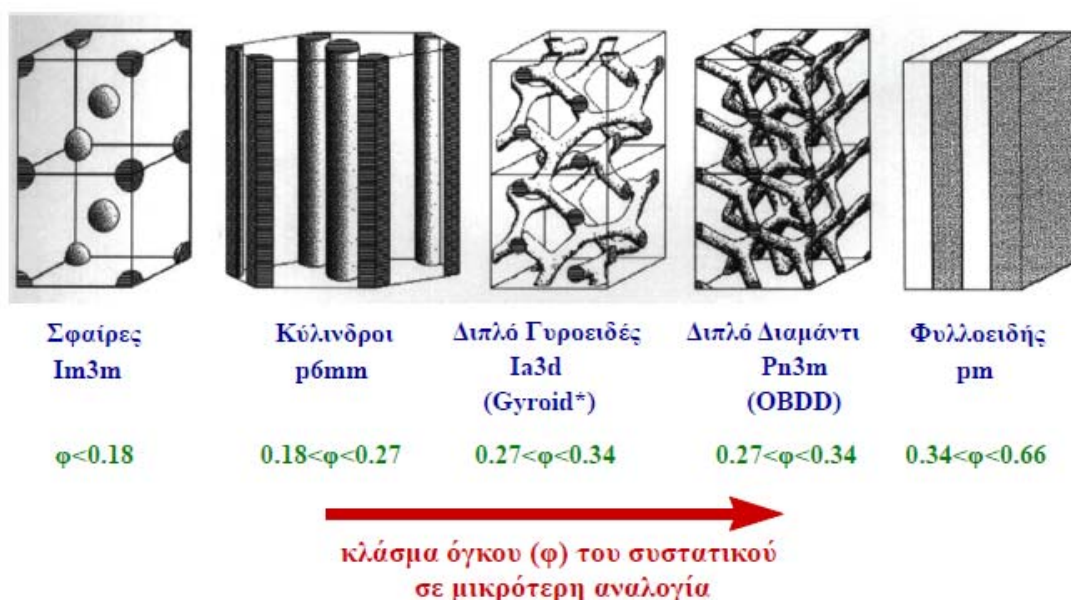 Σφαίρες
Im3m
φ<0.18
Κύλινδροι
p6mm
0.18<φ<0.27
Διπλό Γυροειδές
Ia3d
(Gyroid*)
0.27<φ<0.34
Διπλό Διαμάντι
Pn3m
(OBDD)
0.27<φ<0.34
Φυλλοειδής
pm
0.34<φ<0.66
κλάσμα όγκου (φ) του συστατικού
σε μικρότερη αναλογία